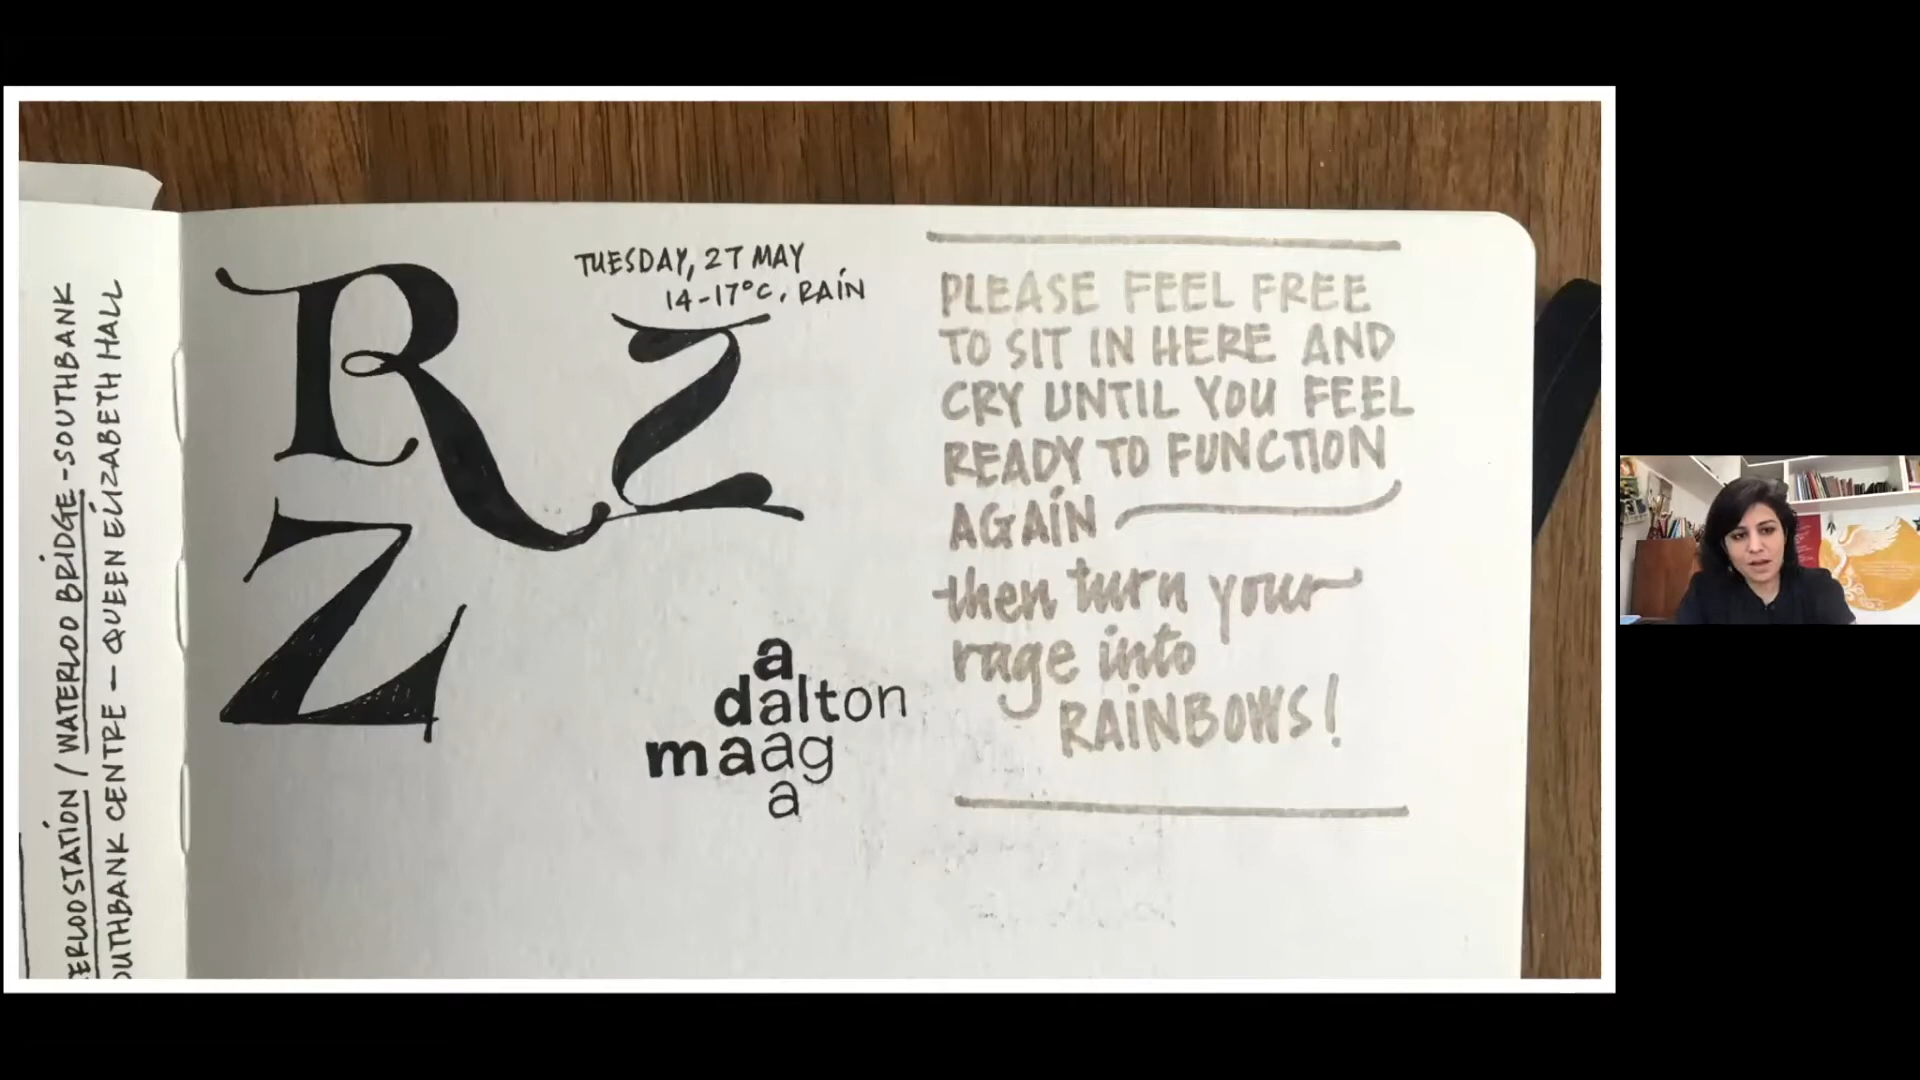 ERLOO STATION / WATERLOO BRIDGE - SOUTHBANK
OUTHBANK CENTRE — QUEEN ELIZABETH HALL
R
Z
Z
TUESDAY, 27 MAY
14-17°C, RAIN
a
dalton
maag
a
PLEASE FEEL FREE
TO SIT IN HERE AND
CRY UNTIL YOU FEEL
READY TO FUNCTION
AGAIN
then turn your
rage into
RAINBOWS!